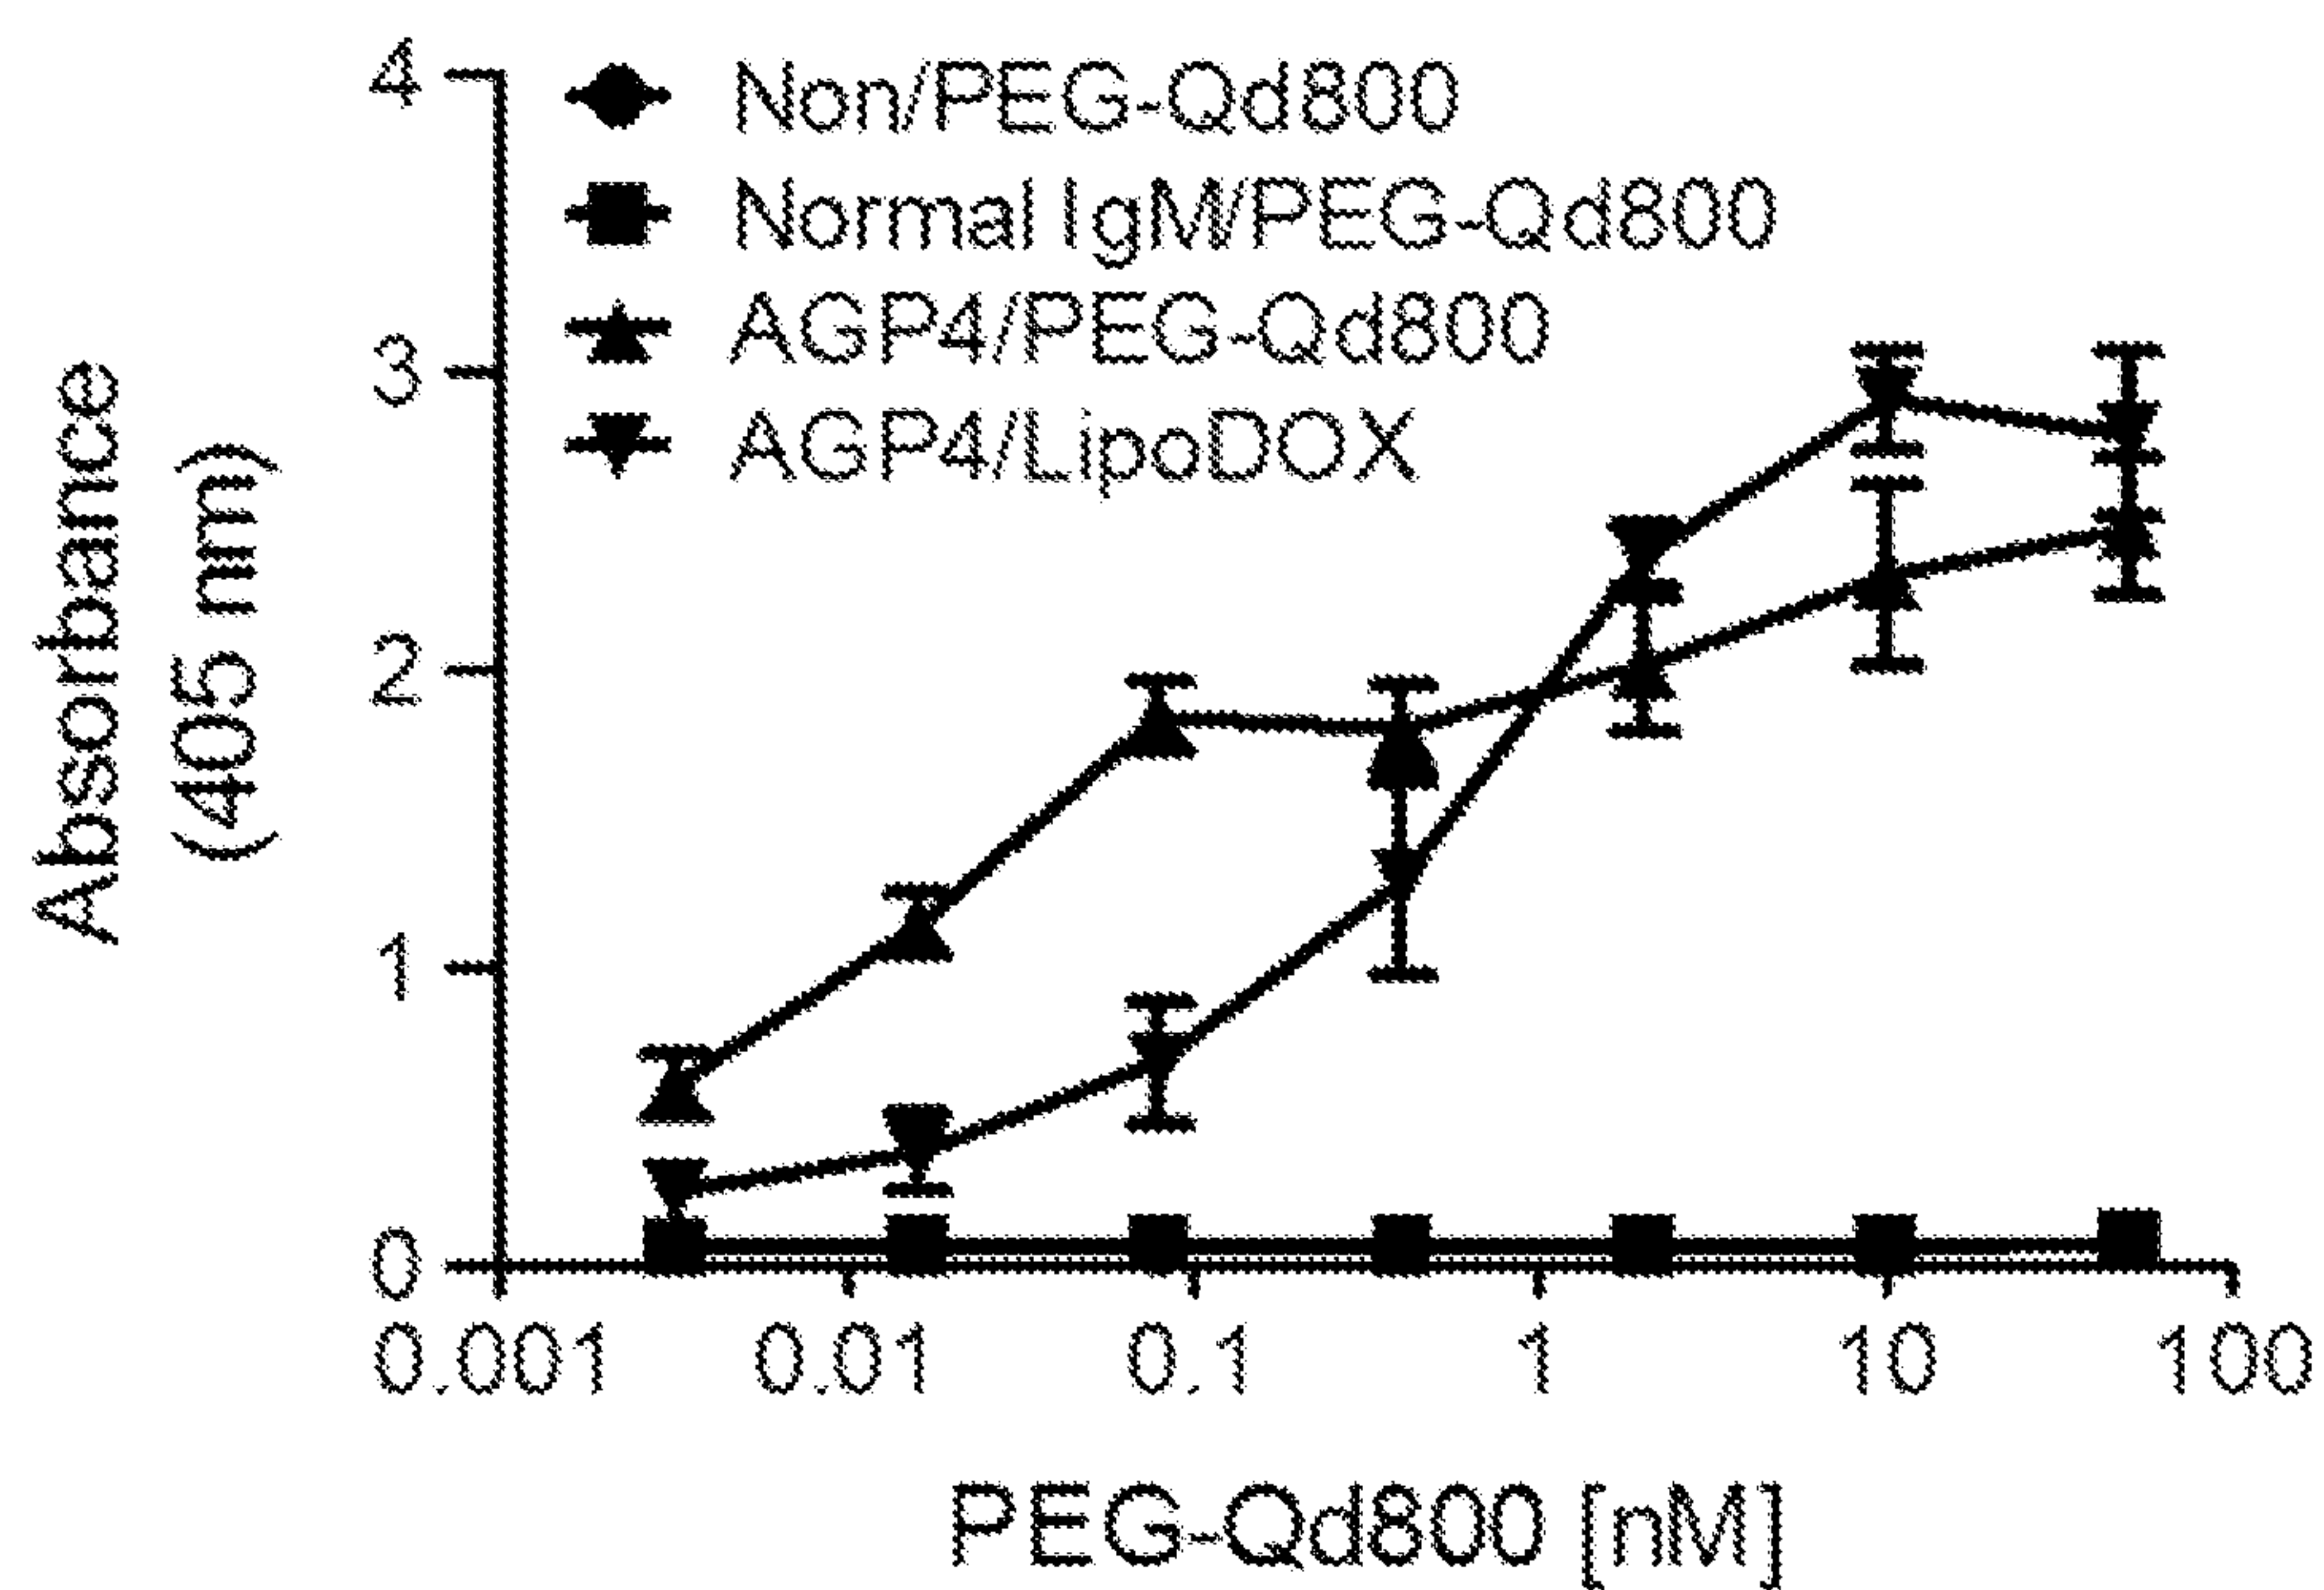 4
3
2
1
0
Absorbance
(405 nm)
Non/PEG-Qd800
Normal IgM/PEG-Qd800
AGP4/PEG-Qd800
AGP4/LipoDOX
0.001 0.01 0.1 1 10 100
PEG-Qd800 [nM]